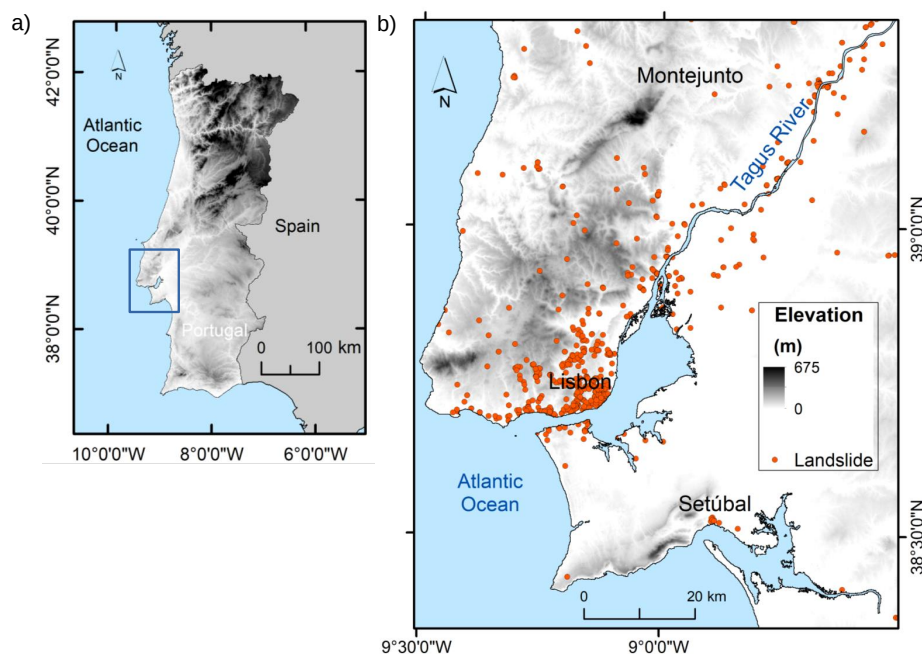 a)
42°0'0"N
40°0'0"N
38°0'0"N
N
Atlantic
Ocean
Spain
Portugal
0 100 km
10°0'0"W 8°0'0"W 6°0'0"W
b)
N
Montejunto
Tagus River
39°0'0"N
Lisbon
Elevation
(m)
675
0
Landslide
Atlantic
Ocean
Setúbal
38°30'0"N
0 20 km
9°30'0"W 9°0'0"W